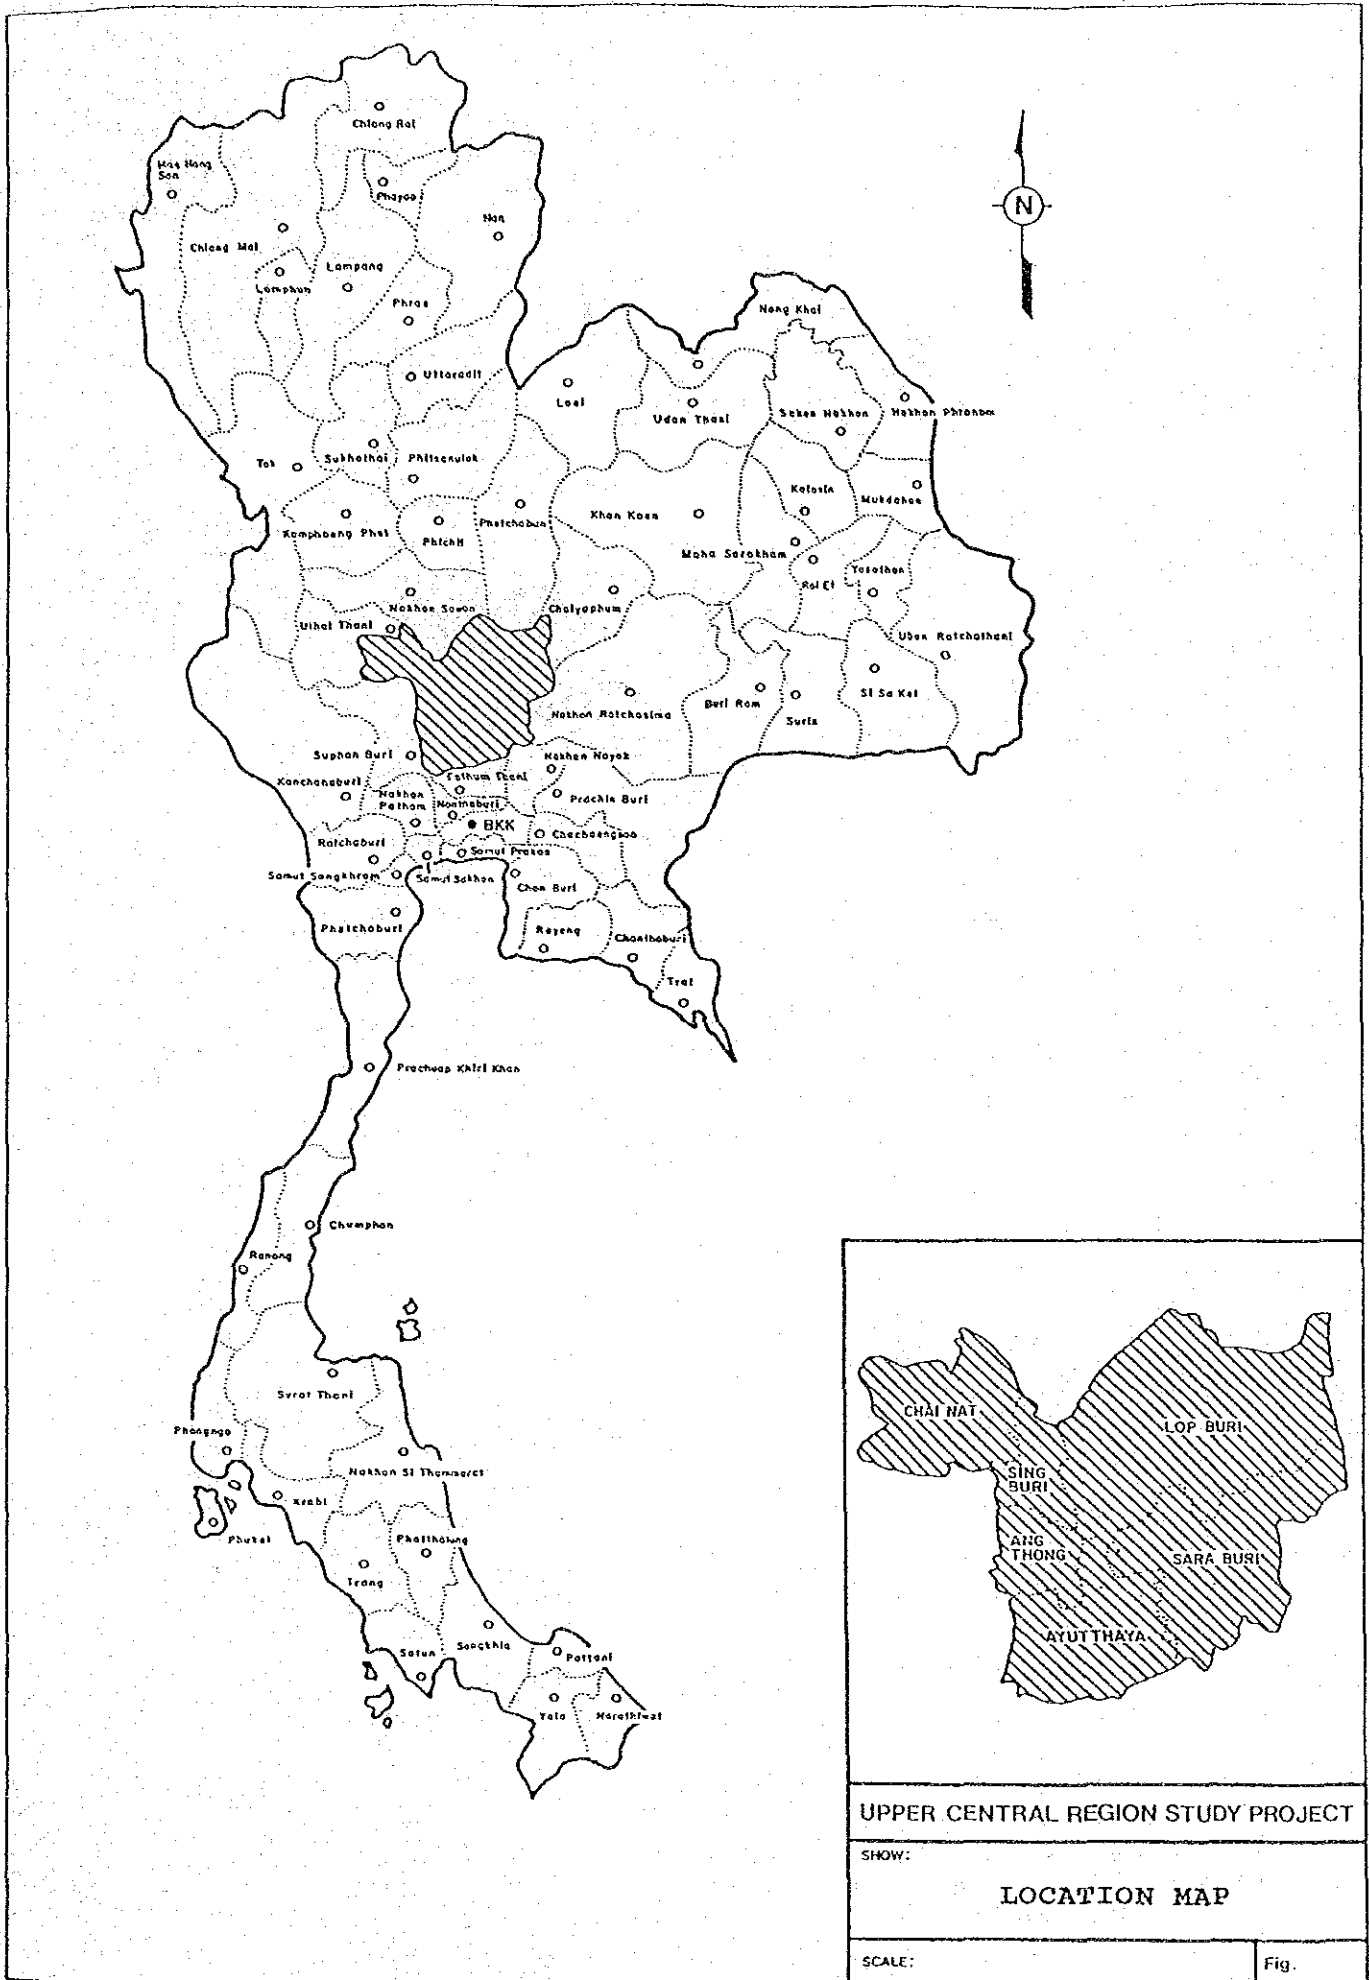 Chiang Rai
Mae Hong
Son
Phayao
Nan
Chiang Mai
Lampang
Lamphun
Phrae
Nong Khai
Uttaradit
Loei
Udon Thani
Sakon Nakhon
Nakhon Phranom
Tak
Sukhothai
Phitsanulok
Kalasin
Mukdahan
Kamphaeng Phet
Phichit
Phetchabun
Khon Kaen
Maha Sarakham
Roi Et
Yasothon
Nakhon Sawan
Chaiyaphum
Uthai Thani
Ubon Ratchathani
Nakhon Ratchasima
Buri Ram
Surin
Si Sa Ket
Suphan Buri
Nakhon Nayok
Kanchanaburi
Pathum Thani
Nakhon
Pathom
Nonthaburi
Prachin Buri
BKK
Ratchaburi
Chachoengsao
Samut Prakan
Samut Songkhram
Samut Sakhon
Chon Buri
Phetchaburi
Rayong
Chanthaburi
Trat
Prachuap Khiri Khan
Chumphon
Ranong
Surat Thani
Phangnga
Nakhon Si Thammarat
Krabi
Phuket
Phatthalung
Trang
Satun
Songkhla
Pattani
Yala
Narathiwat
N
CHAI NAT
LOP BURI
SING
BURI
ANG
THONG
SARA BURI
AYUTTHAYA
UPPER CENTRAL REGION STUDY PROJECT
SHOW:
LOCATION MAP
SCALE:
Fig.